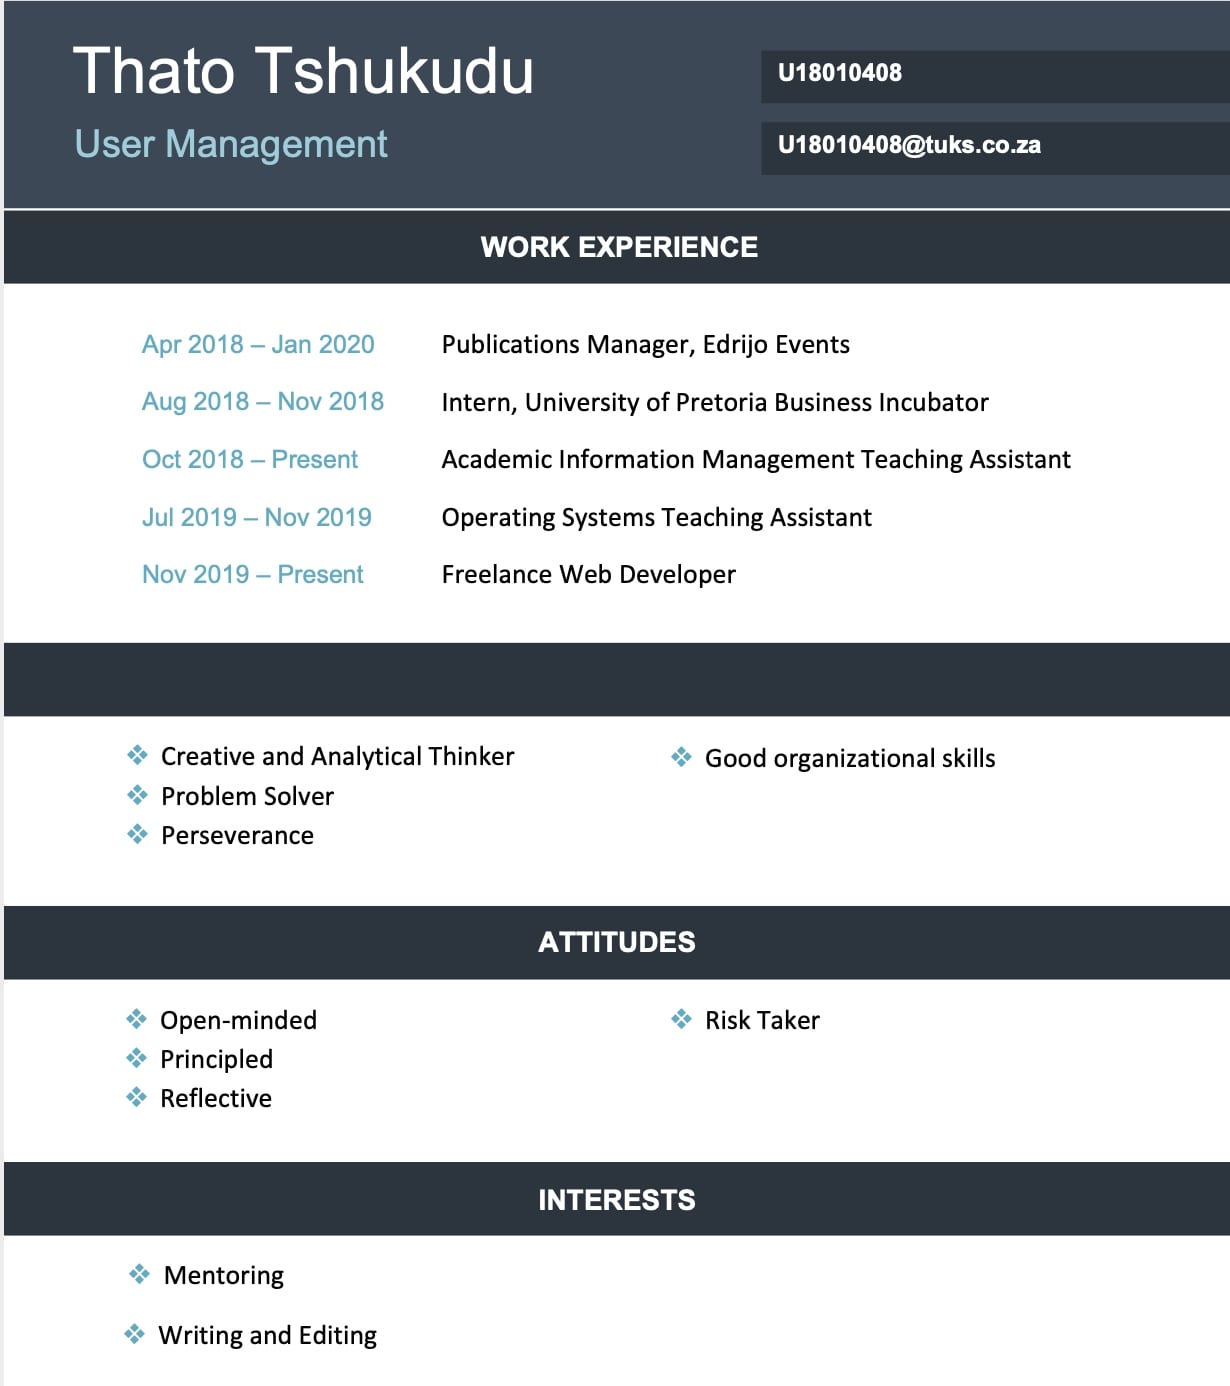 Thato Tshukudu
User Management
U18010408
U18010408@tuks.co.za
WORK EXPERIENCE
Apr 2018 – Jan 2020 Publications Manager, Edrijo Events
Aug 2018 – Nov 2018 Intern, University of Pretoria Business Incubator
Oct 2018 – Present Academic Information Management Teaching Assistant
Jul 2019 – Nov 2019 Operating Systems Teaching Assistant
Nov 2019 – Present Freelance Web Developer
❖ Creative and Analytical Thinker
❖ Problem Solver
❖ Perseverance
❖ Good organizational skills
ATTITUDES
❖ Open-minded
❖ Principled
❖ Reflective
❖ Risk Taker
INTERESTS
❖ Mentoring
❖ Writing and Editing